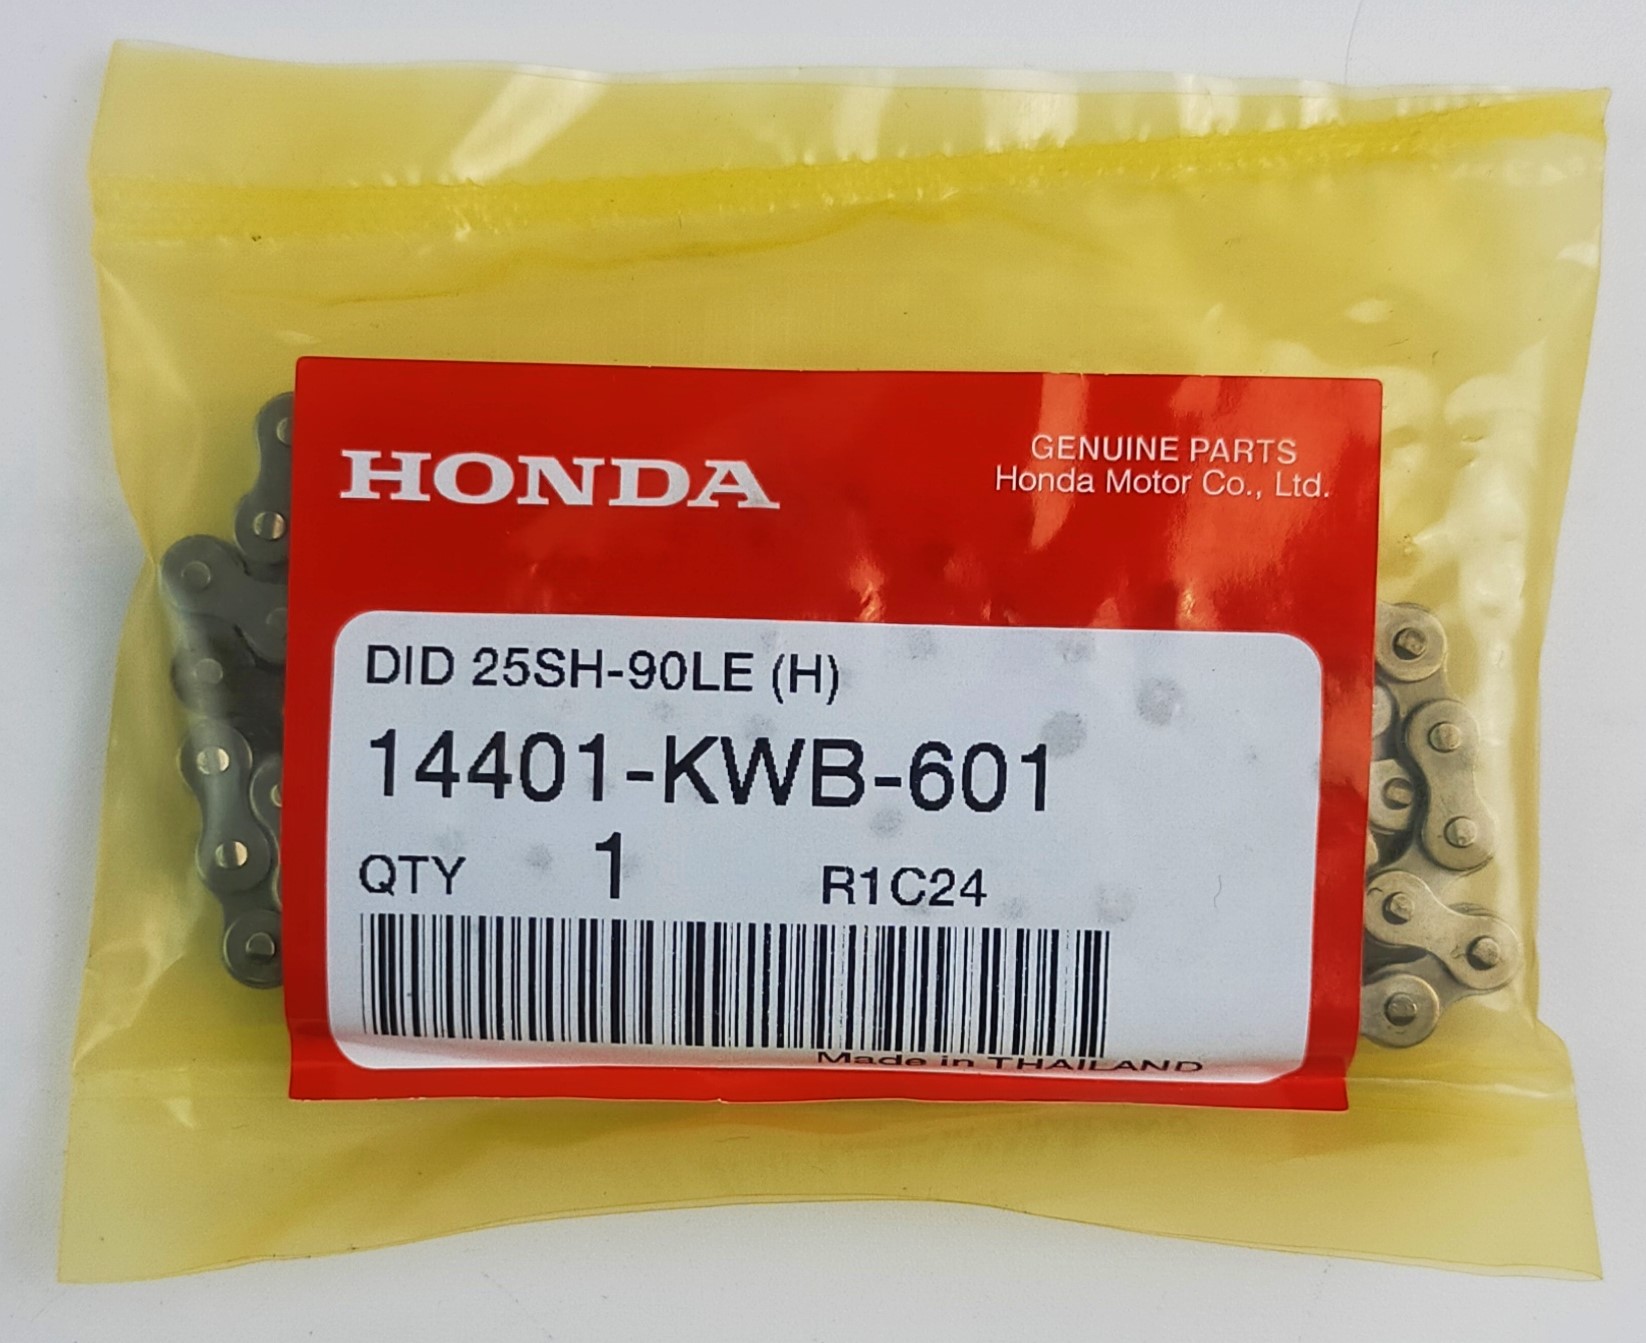 HONDA
GENUINE PARTS
Honda Motor Co., Ltd.
DID 25SH-90LE (H)
14401-KWB-601
QTY 1 R1C24
Made in THAILAND